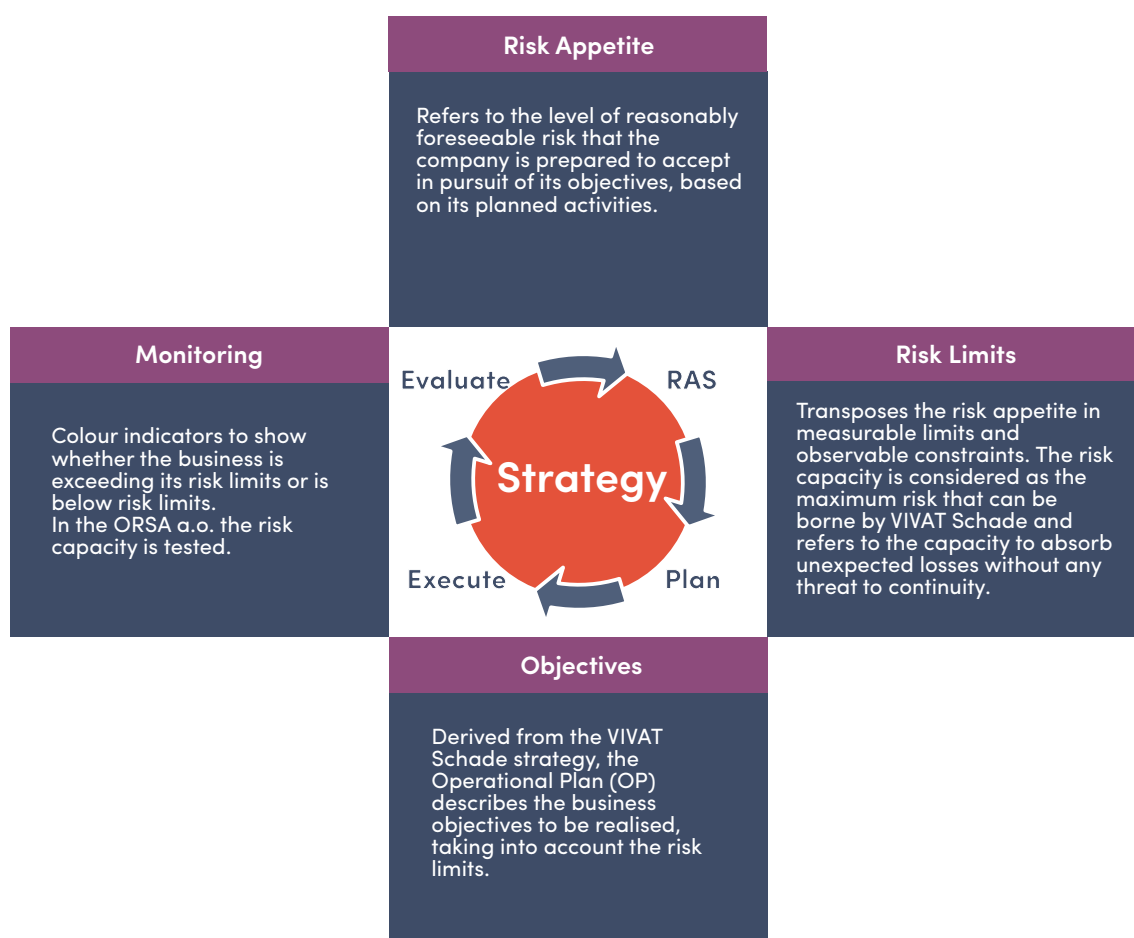 Risk Appetite
Refers to the level of reasonably
foreseeable risk that the
company is prepared to accept
in pursuit of its objectives, based
on its planned activities.
Monitoring
Colour indicators to show
whether the business is
exceeding its risk limits or is
below risk limits.
In the ORSA a.o. the risk
capacity is tested.
Evaluate
RAS
Strategy
Execute
Plan
Risk Limits
Transposes the risk appetite in
measurable limits and
observable constraints. The risk
capacity is considered as the
maximum risk that can be
borne by VIVAT Schade and
refers to the capacity to absorb
unexpected losses without any
threat to continuity.
Objectives
Derived from the VIVAT
Schade strategy, the
Operational Plan (OP)
describes the business
objectives to be realised,
taking into account the risk
limits.